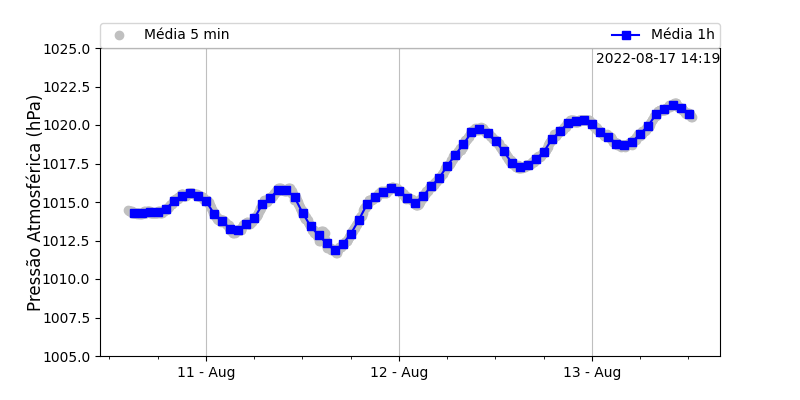 Média 5 min
Média 1h
2022-08-17 14:19
Pressão Atmosférica (hPa)
1025.0
1022.5
1020.0
1017.5
1015.0
1012.5
1010.0
1007.5
1005.0
11 - Aug
12 - Aug
13 - Aug